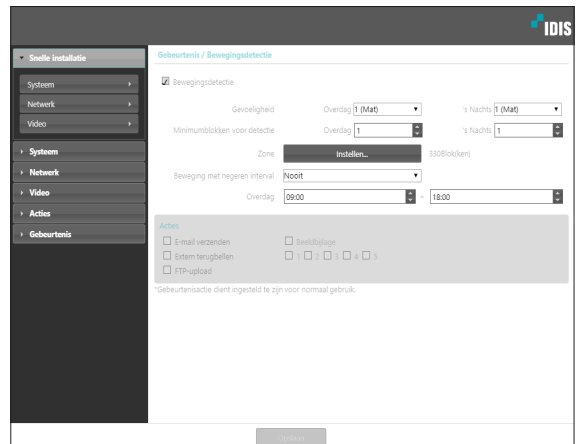 IDIS
Snelle installatie
Systeem
Netwerk
Video
Systeem
Netwerk
Video
Acties
Gebeurtenis
Gebeurtenis / Bewegingsdetectie
Bewegingsdetectie
Gevoeligheid Overdag 1 (Mat) 's Nachts 1 (Mat)
Minimumblokken voor detectie Overdag 1 's Nachts 1
Zone Instellen... 330Blok(ken)
Beweging met negeren interval Nooit
Overdag 09:00 ~ 18:00
Acties
E-mail verzenden Beeldbijlage
Extern terugbellen 1 2 3 4 5
FTP-upload
*Gebeurtenisactie dient ingesteld te zijn voor normaal gebruik.
Opslaan